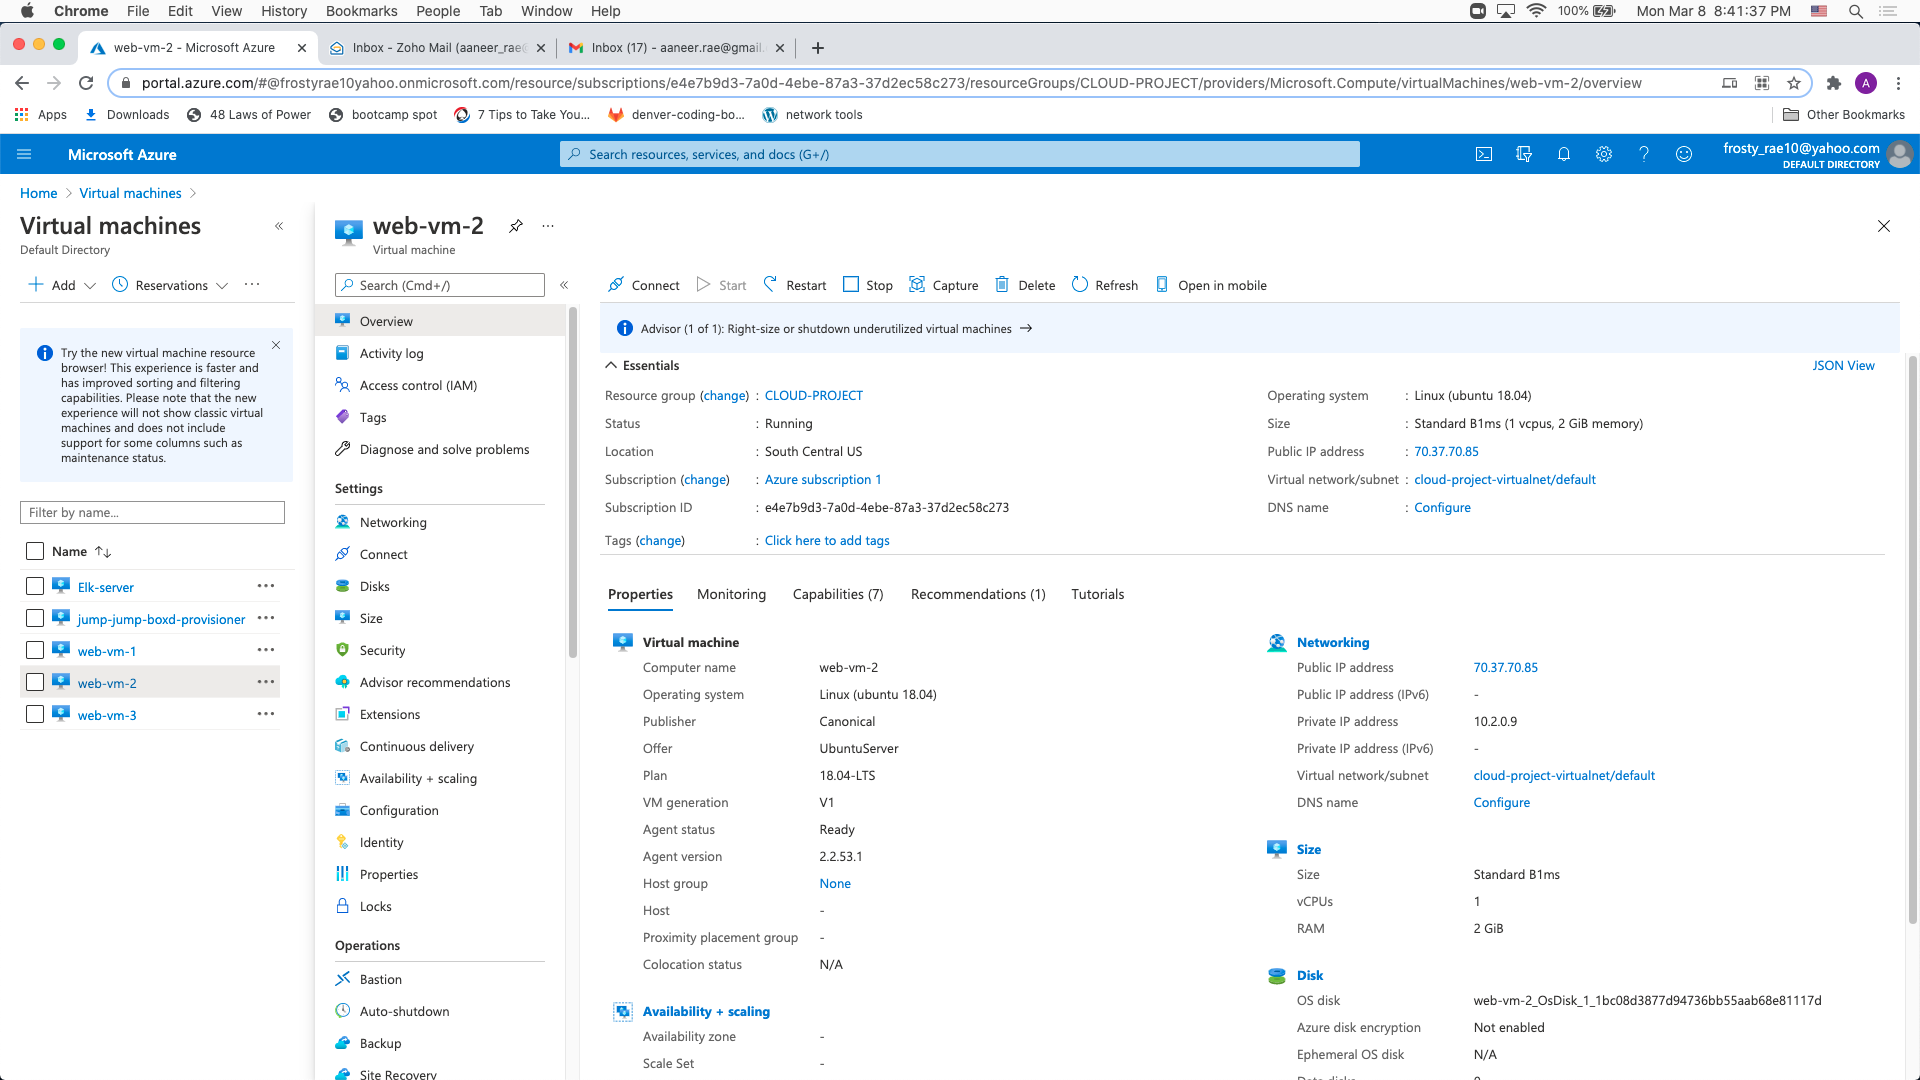 Chrome File Edit View History Bookmarks People Tab Window Help 100% Mon Mar 8 8:41:37 PM
web-vm-2 - Microsoft Azure Inbox - Zoho Mail (aaneer_rae@ Inbox (17) - aaneer.rae@gmail.
portal.azure.com/#@frostyrae10yahoo.onmicrosoft.com/resource/subscriptions/e4e7b9d3-7a0d-4ebe-87a3-37d2ec58c273/resourceGroups/CLOUD-PROJECT/providers/Microsoft.Compute/virtualMachines/web-vm-2/overview A
Apps Downloads 48 Laws of Power bootcamp spot 7 Tips to Take You... denver-coding-bo... network tools Other Bookmarks
Microsoft Azure Search resources, services, and docs (G+/) frosty_rae10@yahoo.com
DEFAULT DIRECTORY
Home > Virtual machines >
Virtual machines
Default Directory
Add Reservations ...
Try the new virtual machine resource
browser! This experience is faster and
has improved sorting and filtering
capabilities. Please note that the new
experience will not show classic virtual
machines and does not include
support for some columns such as
maintenance status.
Filter by name...
Name ↑↓
Elk-server ...
jump-jump-boxd-provisioner ...
web-vm-1 ...
web-vm-2 ...
web-vm-3 ...
web-vm-2 ...
Virtual machine
Search (Cmd+/)
Overview
Activity log
Access control (IAM)
Tags
Diagnose and solve problems
Settings
Networking
Connect
Disks
Size
Security
Advisor recommendations
Extensions
Continuous delivery
Availability + scaling
Configuration
Identity
Properties
Locks
Operations
Bastion
Auto-shutdown
Backup
Site Recovery
Connect Start Restart Stop Capture Delete Refresh Open in mobile
Advisor (1 of 1): Right-size or shutdown underutilized virtual machines →
Essentials JSON View
Resource group (change) : CLOUD-PROJECT
Status : Running
Location : South Central US
Subscription (change) : Azure subscription 1
Subscription ID : e4e7b9d3-7a0d-4ebe-87a3-37d2ec58c273
Tags (change) : Click here to add tags
Operating system : Linux (ubuntu 18.04)
Size : Standard B1ms (1 vcpus, 2 GiB memory)
Public IP address : 70.37.70.85
Virtual network/subnet : cloud-project-virtualnet/default
DNS name : Configure
Properties Monitoring Capabilities (7) Recommendations (1) Tutorials
Virtual machine
Computer name web-vm-2
Operating system Linux (ubuntu 18.04)
Publisher Canonical
Offer UbuntuServer
Plan 18.04-LTS
VM generation V1
Agent status Ready
Agent version 2.2.53.1
Host group None
Host -
Proximity placement group -
Colocation status N/A
Availability + scaling
Availability zone -
Scale Set -
Networking
Public IP address 70.37.70.85
Public IP address (IPv6) -
Private IP address 10.2.0.9
Private IP address (IPv6) -
Virtual network/subnet cloud-project-virtualnet/default
DNS name Configure
Size
Size Standard B1ms
vCPUs 1
RAM 2 GiB
Disk
OS disk web-vm-2_OsDisk_1_1bc08d3877d94736bb55aab68e81117d
Azure disk encryption Not enabled
Ephemeral OS disk N/A